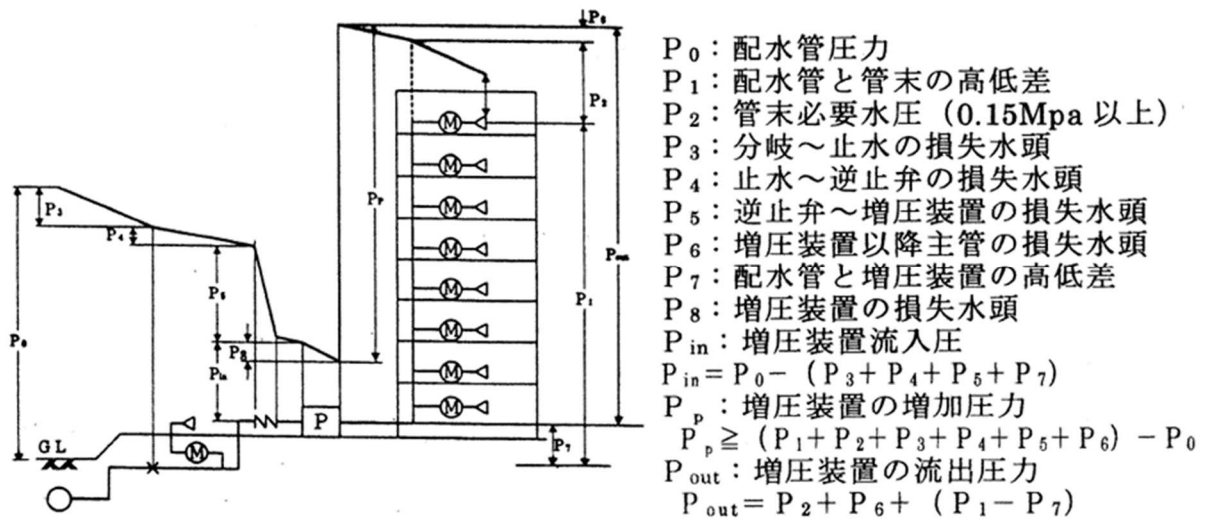 P₆
P₂
P₁
Pout
Pₚ
P₃
P₄
P₅
P₈
Pin
P₀
P₇
GL
P
M
M
M
M
M
M
M
M
M
P₀：配水管圧力
P₁：配水管と管末の高低差
P₂：管末必要水圧（0.15Mpa 以上）
P₃：分岐～止水の損失水頭
P₄：止水～逆止弁の損失水頭
P₅：逆止弁～増圧装置の損失水頭
P₆：増圧装置以降主管の損失水頭
P₇：配水管と増圧装置の高低差
P₈：増圧装置の損失水頭
Pin：増圧装置流入圧
Pin＝P₀－（P₃＋P₄＋P₅＋P₇）
Pₚ：増圧装置の増加圧力
Pₚ≧（P₁＋P₂＋P₃＋P₄＋P₅＋P₆）－P₀
Pout：増圧装置の流出圧力
Pout＝P₂＋P₆＋（P₁－P₇）